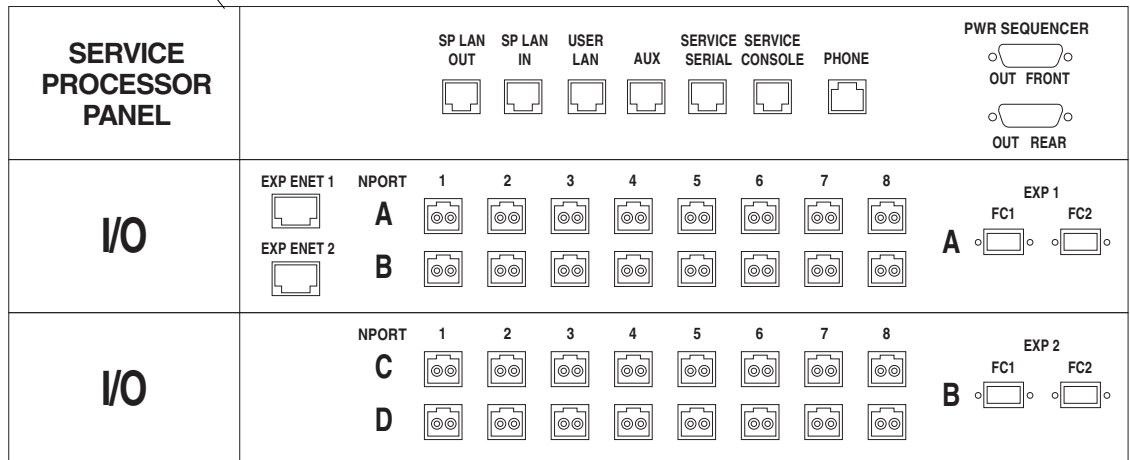 SERVICE
PROCESSOR
PANEL
SP LAN OUT
SP LAN IN
USER LAN
AUX
SERVICE SERIAL
SERVICE CONSOLE
PHONE
PWR SEQUENCER
OUT FRONT
OUT REAR
I/O
EXP ENET 1
EXP ENET 2
NPORT 1 2 3 4 5 6 7 8
A
B
EXP 1
FC1 FC2
A
I/O
NPORT 1 2 3 4 5 6 7 8
C
D
EXP 2
FC1 FC2
B